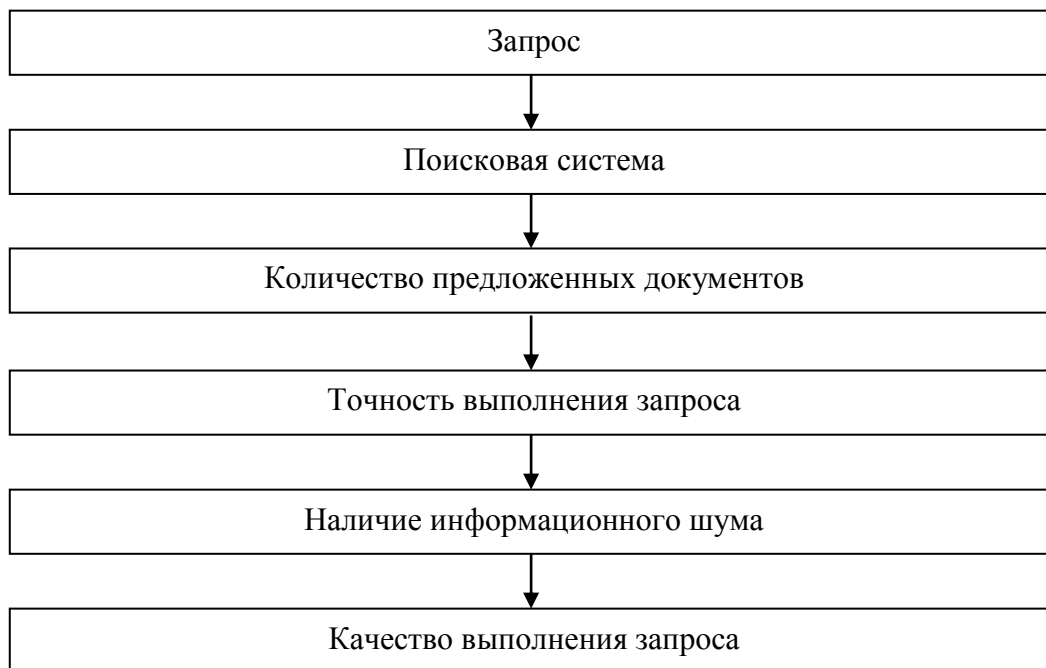 Запрос
Поисковая система
Количество предложенных документов
Точность выполнения запроса
Наличие информационного шума
Качество выполнения запроса